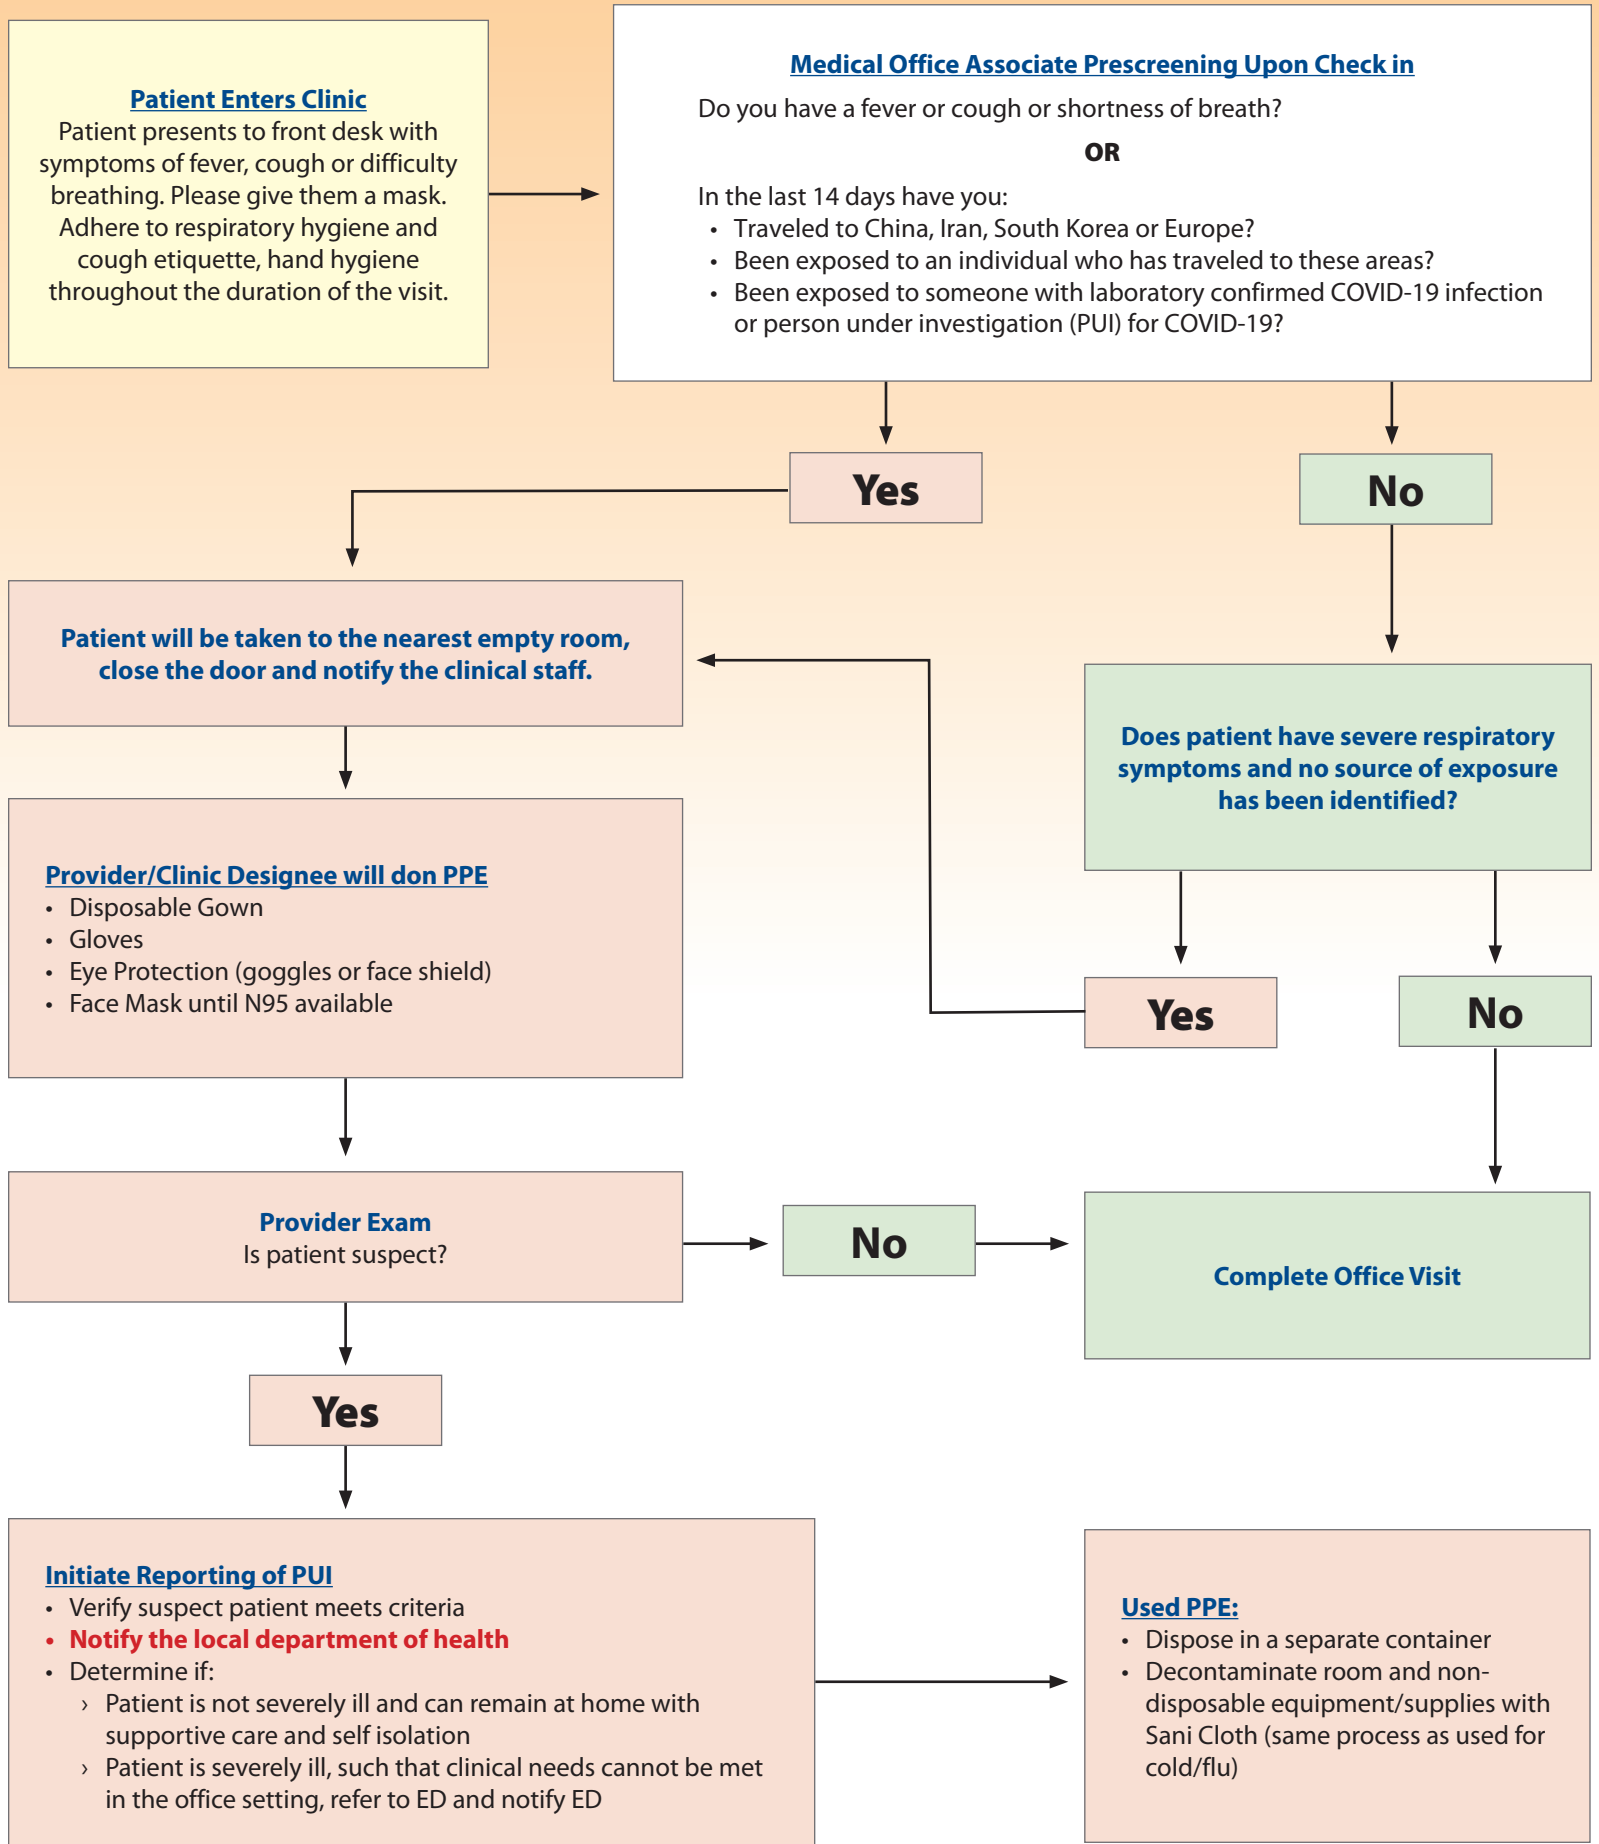 Patient Enters Clinic
Patient presents to front desk with
symptoms of fever, cough or difficulty
breathing. Please give them a mask.
Adhere to respiratory hygiene and
cough etiquette, hand hygiene
throughout the duration of the visit.
Medical Office Associate Prescreening Upon Check in
Do you have a fever or cough or shortness of breath?
OR
In the last 14 days have you:
• Traveled to China, Iran, South Korea or Europe?
• Been exposed to an individual who has traveled to these areas?
• Been exposed to someone with laboratory confirmed COVID-19 infection
or person under investigation (PUI) for COVID-19?
Yes
No
Patient will be taken to the nearest empty room,
close the door and notify the clinical staff.
Does patient have severe respiratory
symptoms and no source of exposure
has been identified?
Provider/Clinic Designee will don PPE
• Disposable Gown
• Gloves
• Eye Protection (goggles or face shield)
• Face Mask until N95 available
Yes
No
Provider Exam
Is patient suspect?
No
Complete Office Visit
Yes
Initiate Reporting of PUI
• Verify suspect patient meets criteria
• Notify the local department of health
• Determine if:
› Patient is not severely ill and can remain at home with
supportive care and self isolation
› Patient is severely ill, such that clinical needs cannot be met
in the office setting, refer to ED and notify ED
Used PPE:
• Dispose in a separate container
• Decontaminate room and non-
disposable equipment/supplies with
Sani Cloth (same process as used for
cold/flu)